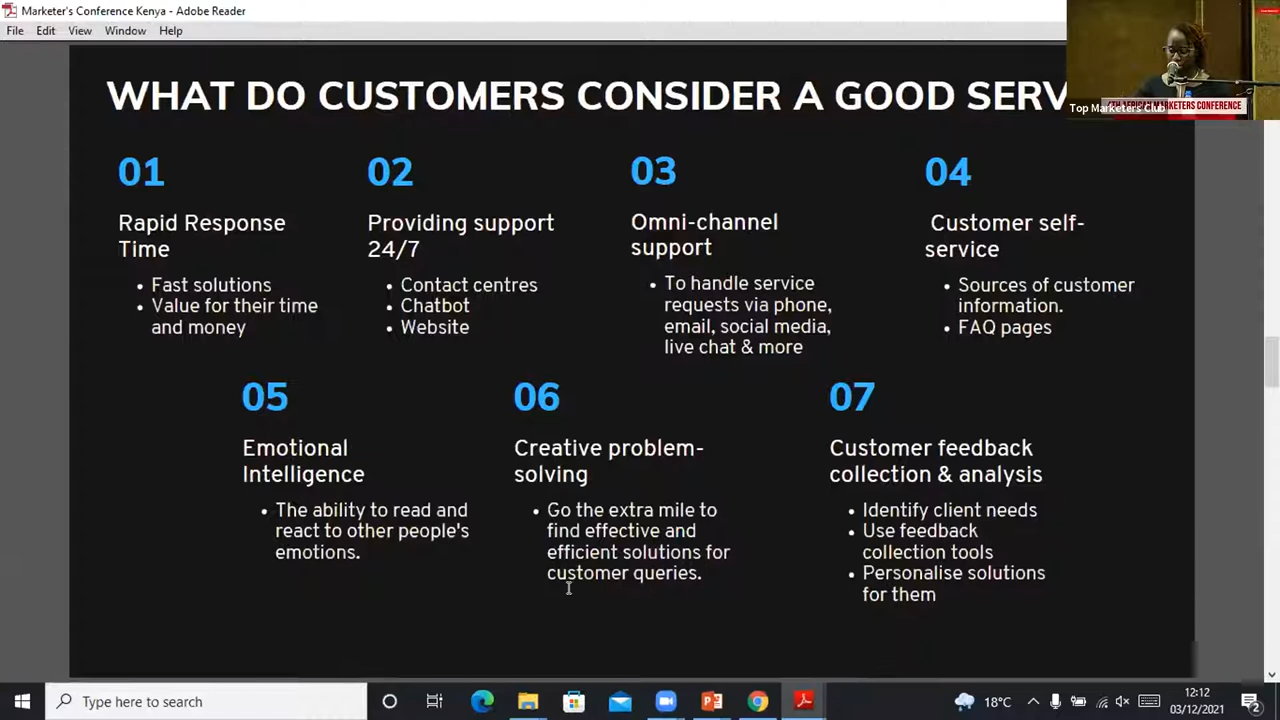 Marketer's Conference Kenya - Adobe Reader
File Edit View Window Help
WHAT DO CUSTOMERS CONSIDER A GOOD SERV
Top Marketers Club
AFRICAN MARKETERS CONFERENCE
01
Rapid Response
Time
• Fast solutions
• Value for their time
and money
02
Providing support
24/7
• Contact centres
• Chatbot
• Website
03
Omni-channel
support
• To handle service
requests via phone,
email, social media,
live chat & more
04
Customer self-
service
• Sources of customer
information.
• FAQ pages
05
Emotional
Intelligence
• The ability to read and
react to other people's
emotions.
06
Creative problem-
solving
• Go the extra mile to
find effective and
efficient solutions for
customer queries.
07
Customer feedback
collection & analysis
• Identify client needs
• Use feedback
collection tools
• Personalise solutions
for them
Type here to search
18°C
12:12
03/12/2021
2